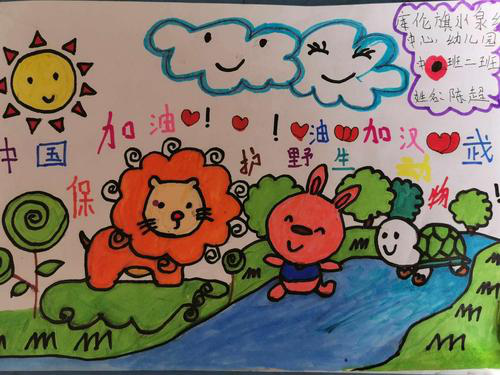 库伦旗水泉乡
中心幼儿园
中班二班
姓名：陈超
中国 加油！！油加汉武！
保护野生动物